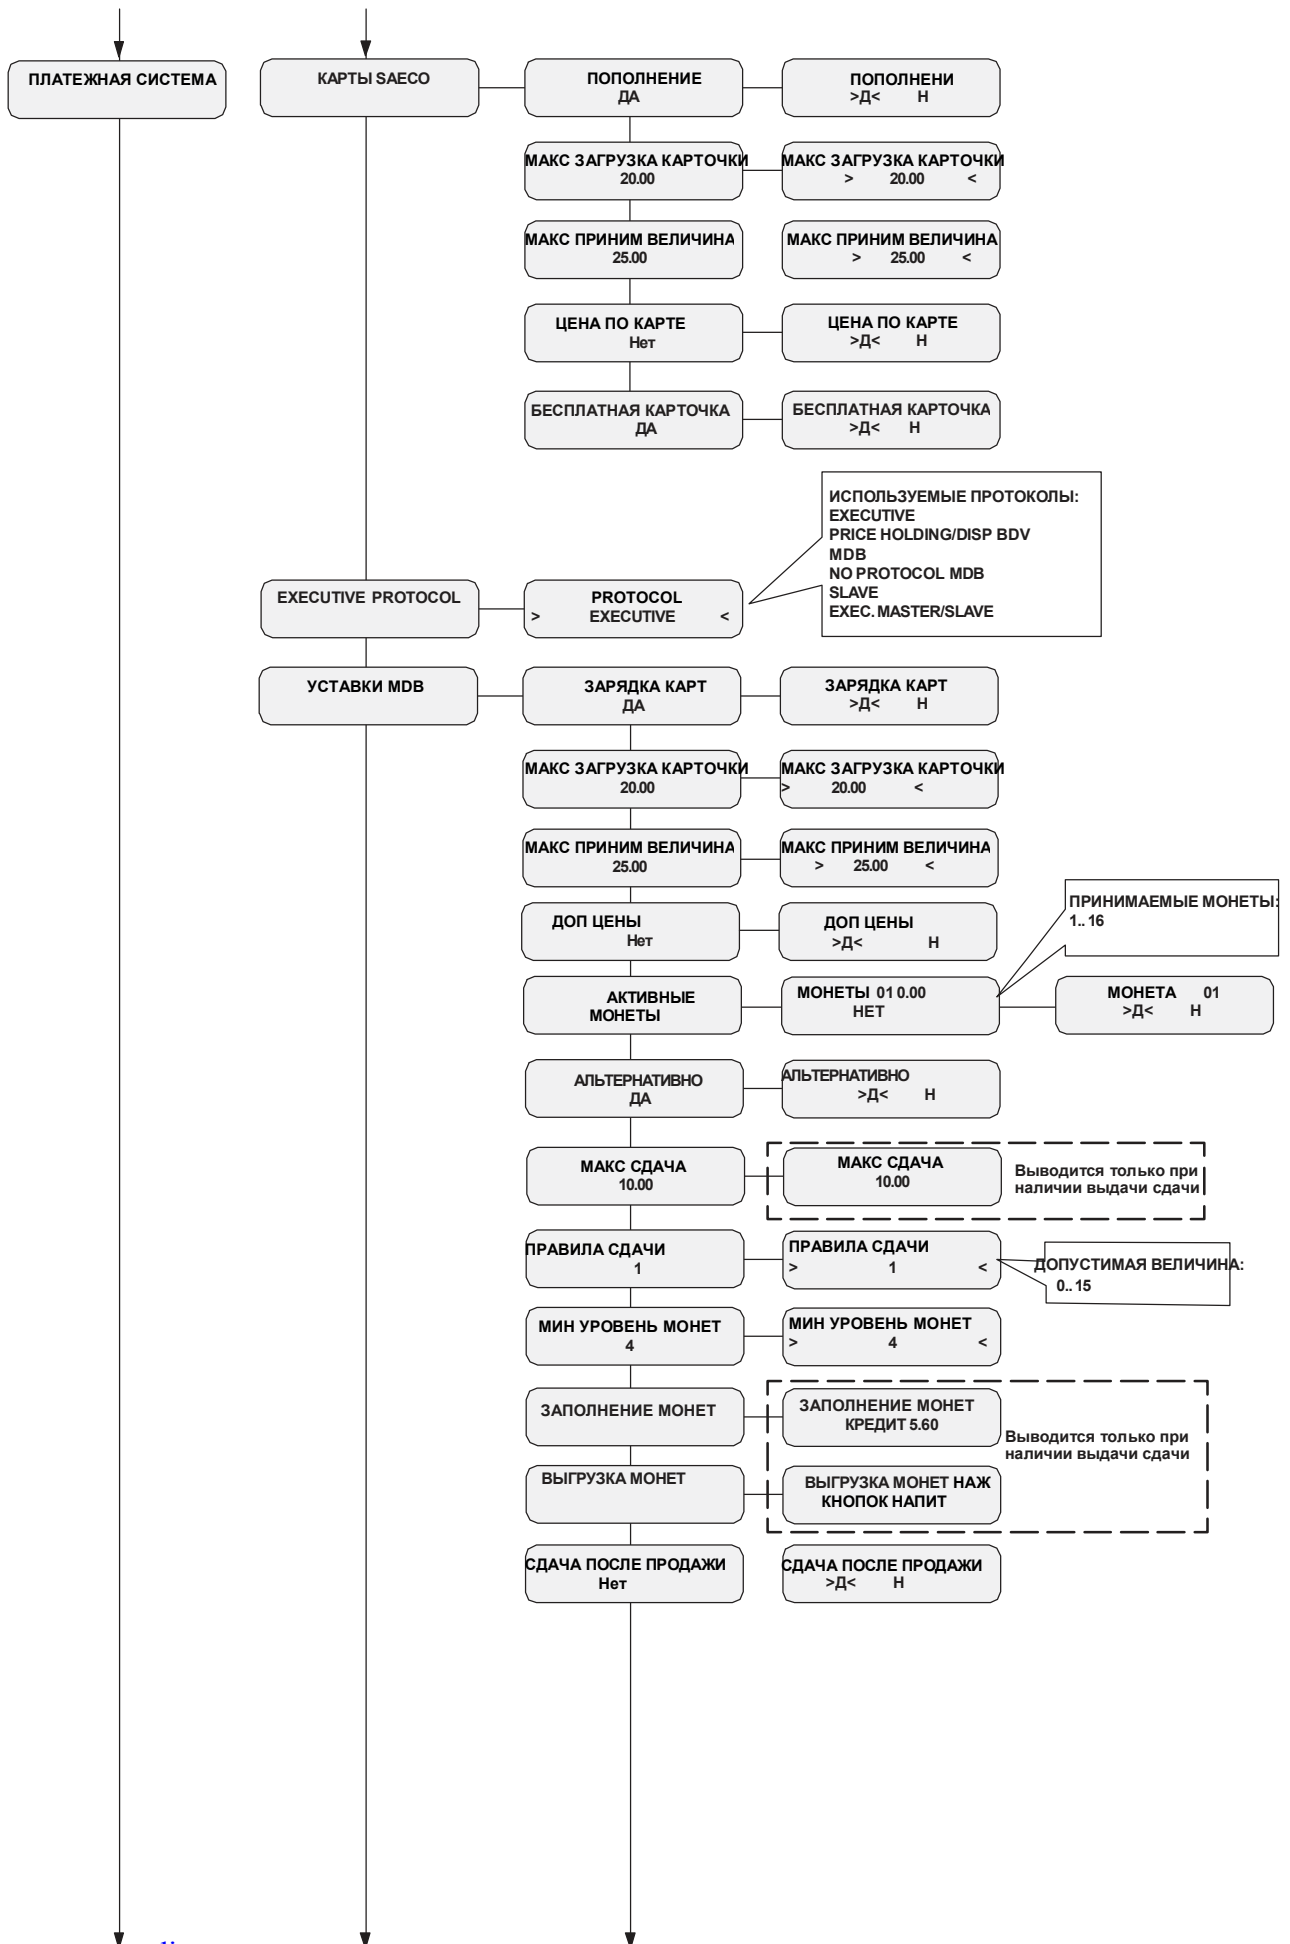 ПЛАТЕЖНАЯ СИСТЕМА
КАРТЫ SAECO
ПОПОЛНЕНИЕ
ДА
ПОПОЛНЕНИ
>Д< Н
МАКС ЗАГРУЗКА КАРТОЧКИ
20.00
МАКС ЗАГРУЗКА КАРТОЧКИ
> 20.00 <
МАКС ПРИНИМ ВЕЛИЧИНА
25.00
МАКС ПРИНИМ ВЕЛИЧИНА
> 25.00 <
ЦЕНА ПО КАРТЕ
Нет
ЦЕНА ПО КАРТЕ
>Д< Н
БЕСПЛАТНАЯ КАРТОЧКА
ДА
БЕСПЛАТНАЯ КАРТОЧКА
>Д< Н
ИСПОЛЬЗУЕМЫЕ ПРОТОКОЛЫ:
EXECUTIVE
PRICE HOLDING/DISP BDV
MDB
NO PROTOCOL MDB
SLAVE
EXEC. MASTER/SLAVE
EXECUTIVE PROTOCOL
PROTOCOL
> EXECUTIVE <
УСТАВКИ MDB
ЗАРЯДКА КАРТ
ДА
ЗАРЯДКА КАРТ
>Д< Н
МАКС ЗАГРУЗКА КАРТОЧКИ
20.00
МАКС ЗАГРУЗКА КАРТОЧКИ
> 20.00 <
МАКС ПРИНИМ ВЕЛИЧИНА
25.00
МАКС ПРИНИМ ВЕЛИЧИНА
> 25.00 <
ПРИНИМАЕМЫЕ МОНЕТЫ:
1.. 16
ДОП ЦЕНЫ
Нет
ДОП ЦЕНЫ
>Д< Н
АКТИВНЫЕ
МОНЕТЫ
МОНЕТЫ 01 0.00
НЕТ
МОНЕТА 01
>Д< Н
АЛЬТЕРНАТИВНО
ДА
АЛЬТЕРНАТИВНО
>Д< Н
МАКС СДАЧА
10.00
МАКС СДАЧА
10.00
Выводится только при
наличии выдачи сдачи
ПРАВИЛА СДАЧИ
1
ПРАВИЛА СДАЧИ
> 1 <
ДОПУСТИМАЯ ВЕЛИЧИНА:
0.. 15
МИН УРОВЕНЬ МОНЕТ
4
МИН УРОВЕНЬ МОНЕТ
> 4 <
ЗАПОЛНЕНИЕ МОНЕТ
ЗАПОЛНЕНИЕ МОНЕТ
КРЕДИТ 5.60
Выводится только при
наличии выдачи сдачи
ВЫГРУЗКА МОНЕТ
ВЫГРУЗКА МОНЕТ НАЖ
КНОПОК НАПИТ
СДАЧА ПОСЛЕ ПРОДАЖИ
Нет
СДАЧА ПОСЛЕ ПРОДАЖИ
>Д< Н